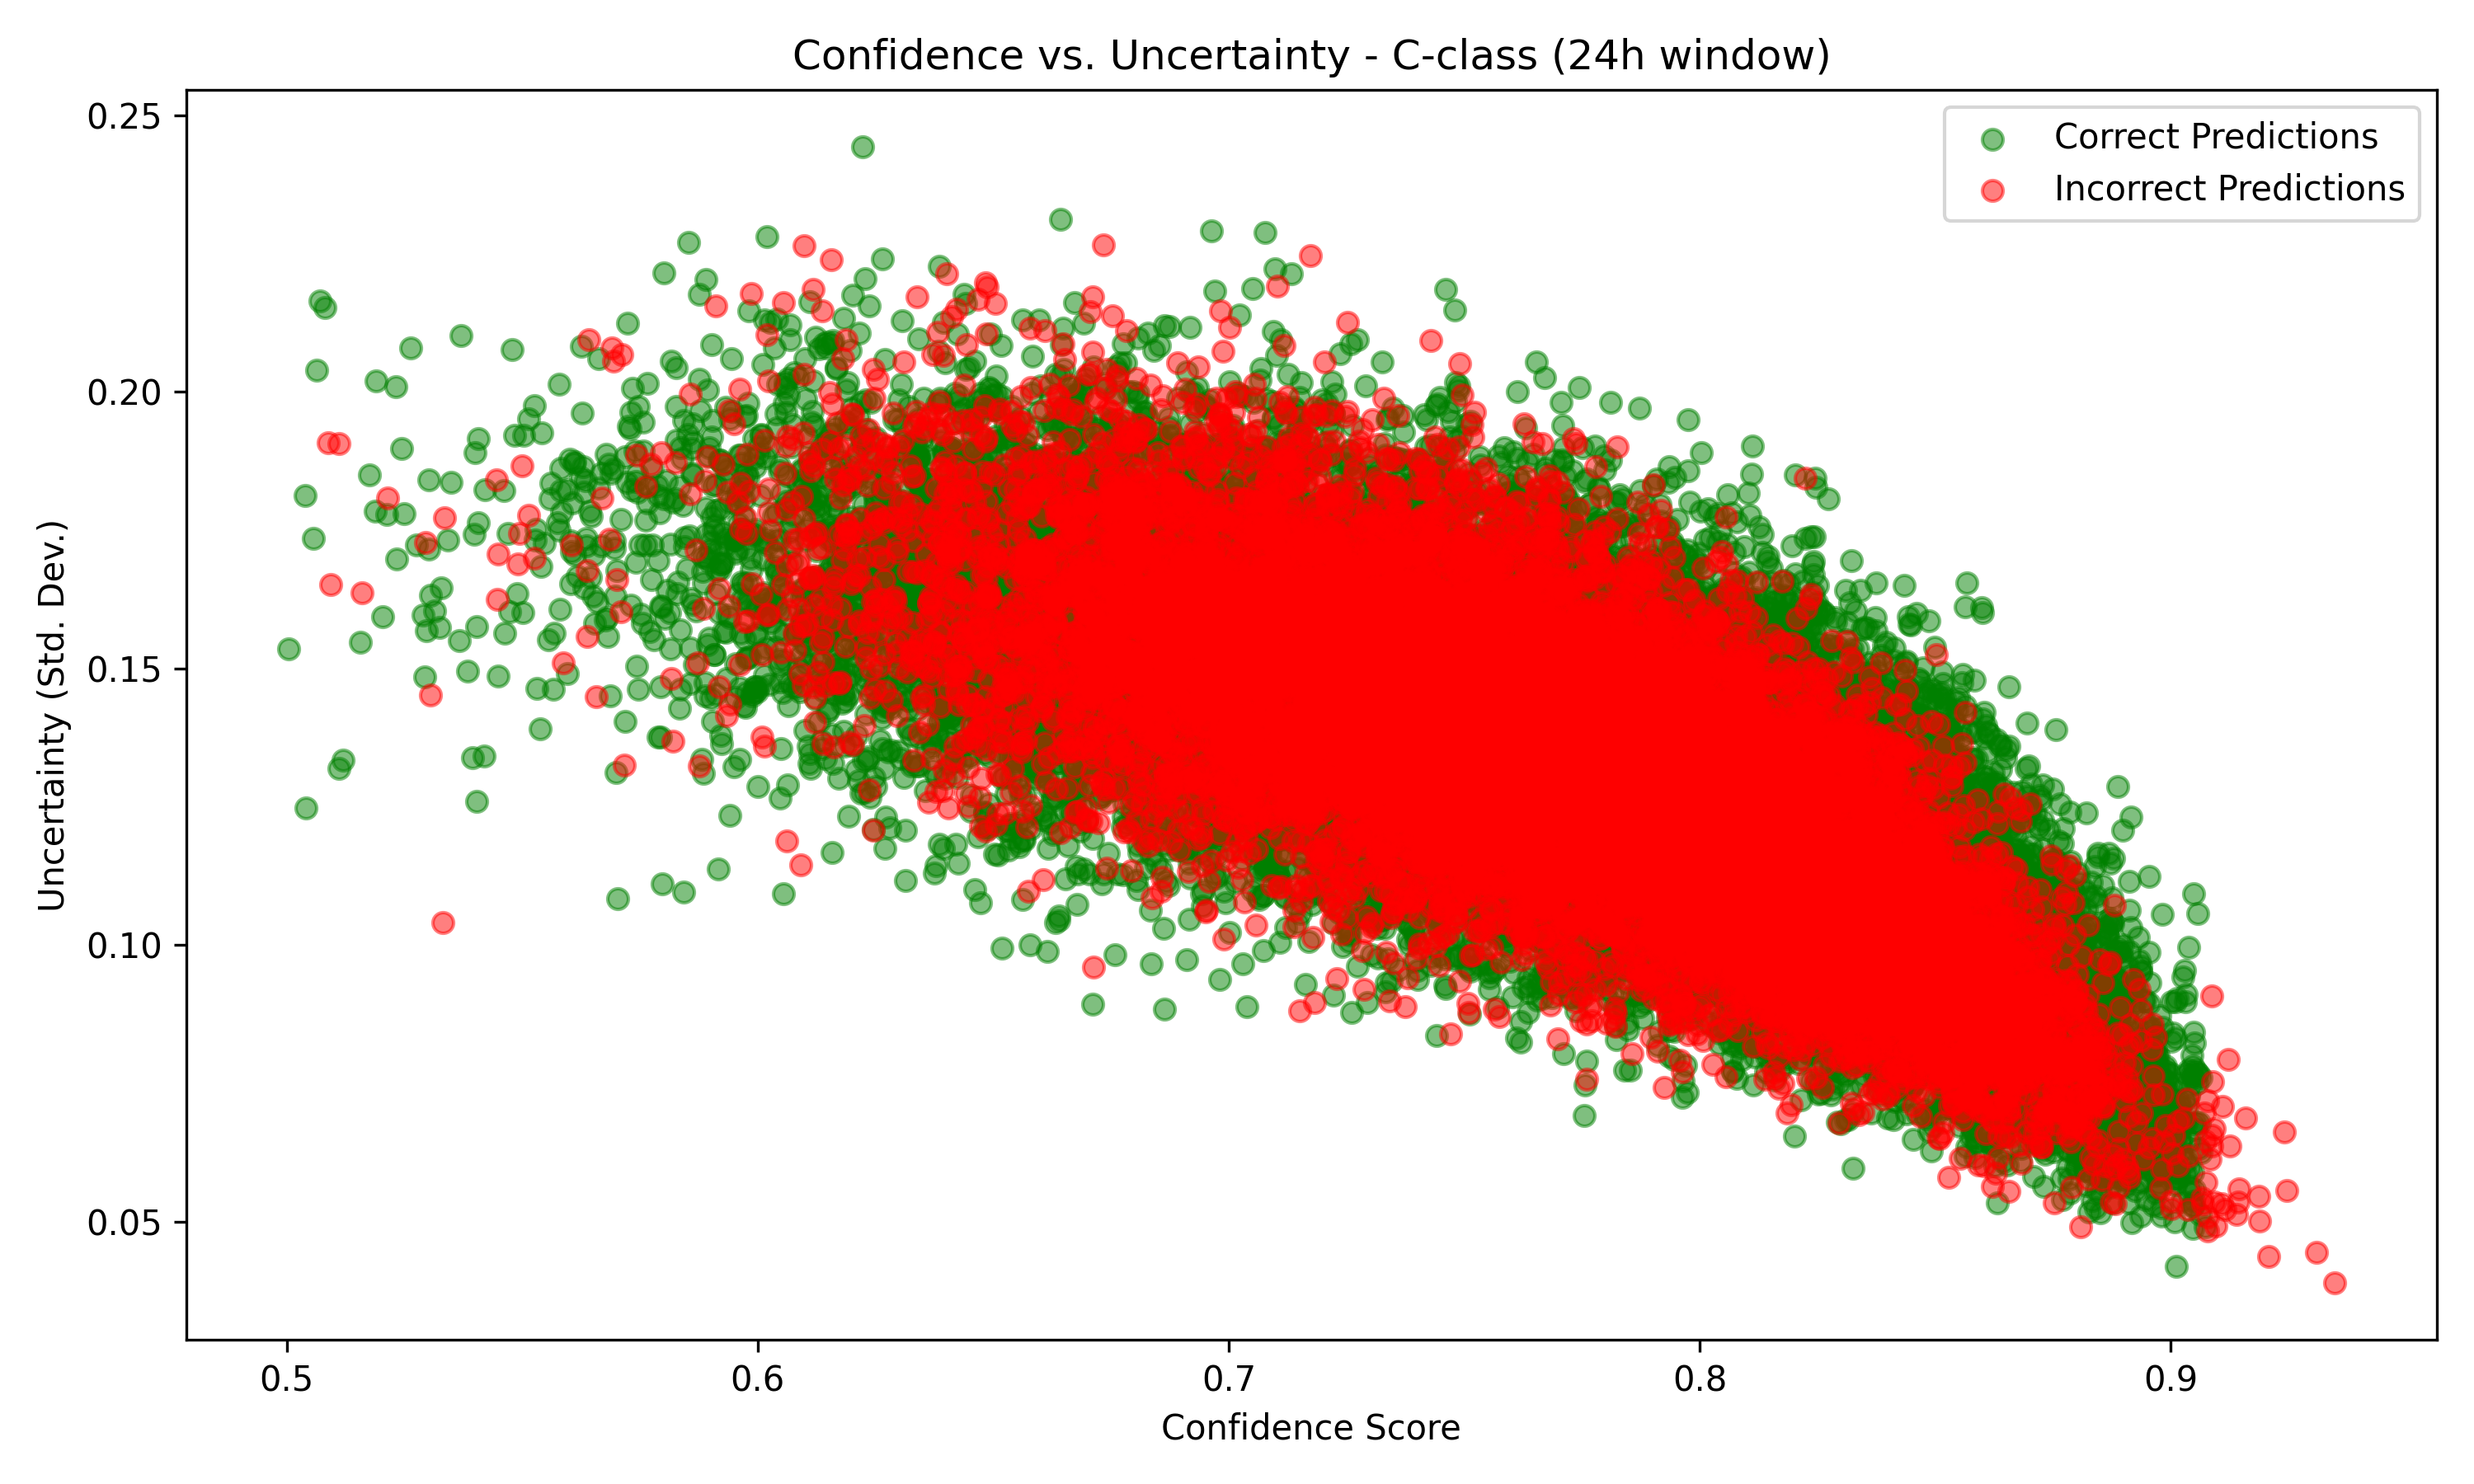 Confidence vs. Uncertainty - C-class (24h window)
Correct Predictions
Incorrect Predictions
Uncertainty (Std. Dev.)
0.25
0.20
0.15
0.10
0.05
0.5 0.6 0.7 0.8 0.9
Confidence Score